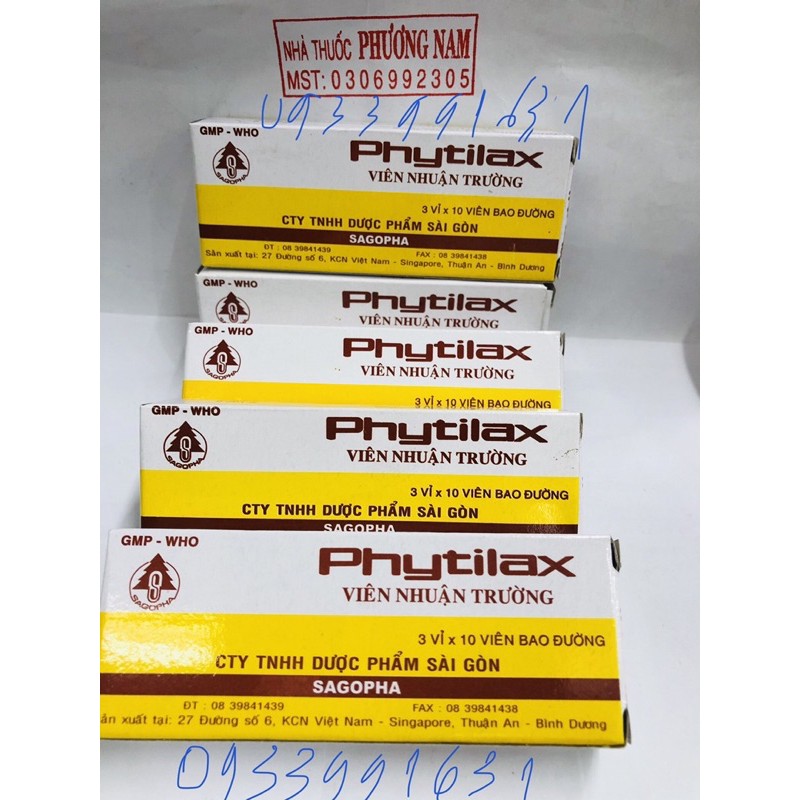 NHÀ THUỐC PHƯƠNG NAM
MST: 0306992305
0933991631
GMP - WHO
Phytilax
VIÊN NHUẬN TRƯỜNG
SAGOPHA
3 VỈ x 10 VIÊN BAO ĐƯỜNG
CTY TNHH DƯỢC PHẨM SÀI GÒN
SAGOPHA
ĐT : 08 39841439 FAX : 08 39841438
Sản xuất tại: 27 Đường số 6, KCN Việt Nam - Singapore, Thuận An - Bình Dương
GMP - WHO
Phytilax
VIÊN NHUẬN TRƯỜNG
GMP - WHO
Phytilax
VIÊN NHUẬN TRƯỜNG
SAGOPHA
3 VỈ x 10 VIÊN BAO ĐƯỜNG
GMP - WHO
Phytilax
VIÊN NHUẬN TRƯỜNG
SAGOPHA
3 VỈ x 10 VIÊN BAO ĐƯỜNG
CTY TNHH DƯỢC PHẨM SÀI GÒN
SAGOPHA
GMP - WHO
Phytilax
VIÊN NHUẬN TRƯỜNG
SAGOPHA
3 VỈ x 10 VIÊN BAO ĐƯỜNG
CTY TNHH DƯỢC PHẨM SÀI GÒN
SAGOPHA
ĐT : 08 39841439 FAX : 08 39841438
ản xuất tại: 27 Đường số 6, KCN Việt Nam - Singapore, Thuận An - Bình Dương
0933991631